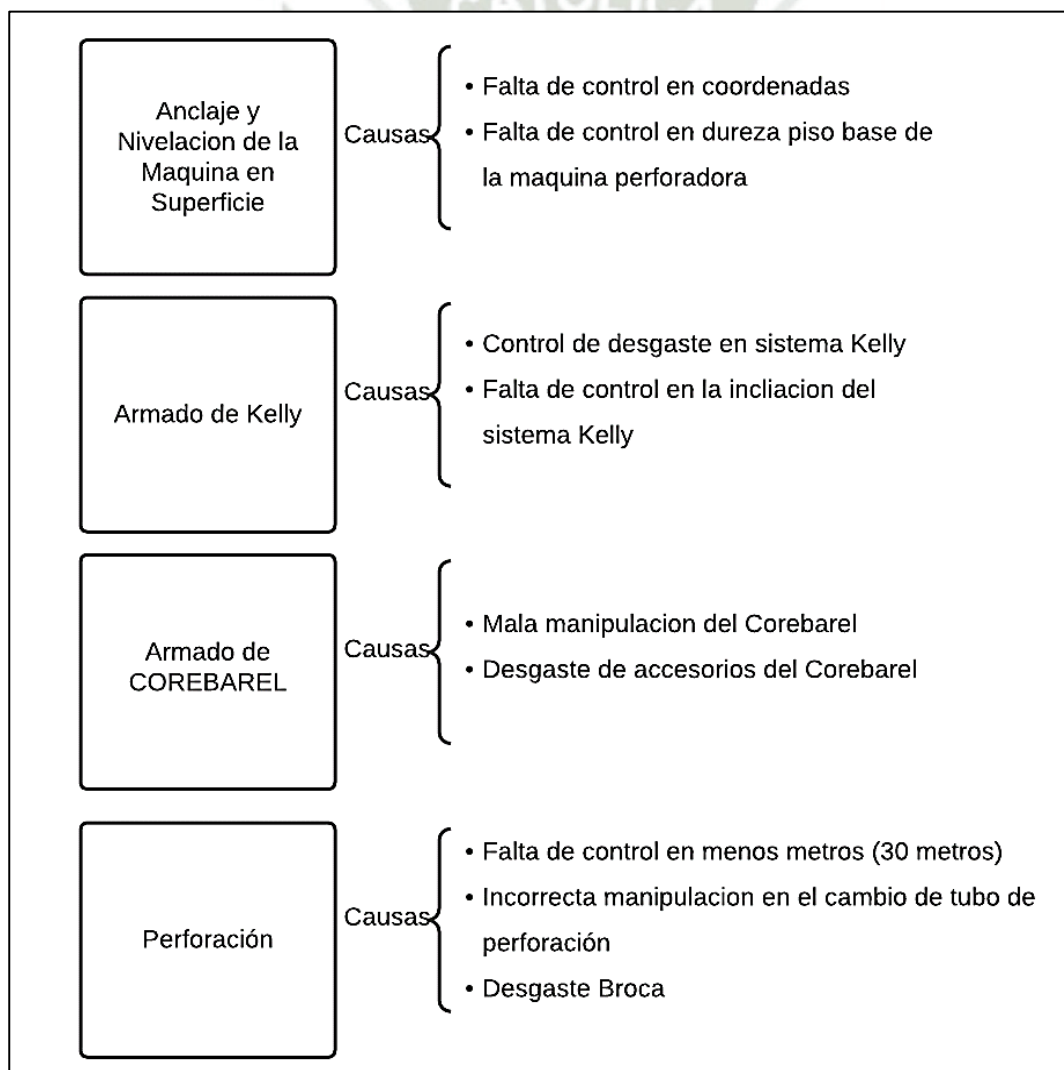 CATOLICA
Anclaje y
Nivelacion de la
Maquina en
Superficie
Causas
• Falta de control en coordenadas
• Falta de control en dureza piso base de
la maquina perforadora
Armado de Kelly
Causas
• Control de desgaste en sistema Kelly
• Falta de control en la incliacion del
sistema Kelly
Armado de
COREBAREL
Causas
• Mala manipulacion del Corebarel
• Desgaste de accesorios del Corebarel
Perforación
Causas
• Falta de control en menos metros (30 metros)
• Incorrecta manipulacion en el cambio de tubo de
perforación
• Desgaste Broca